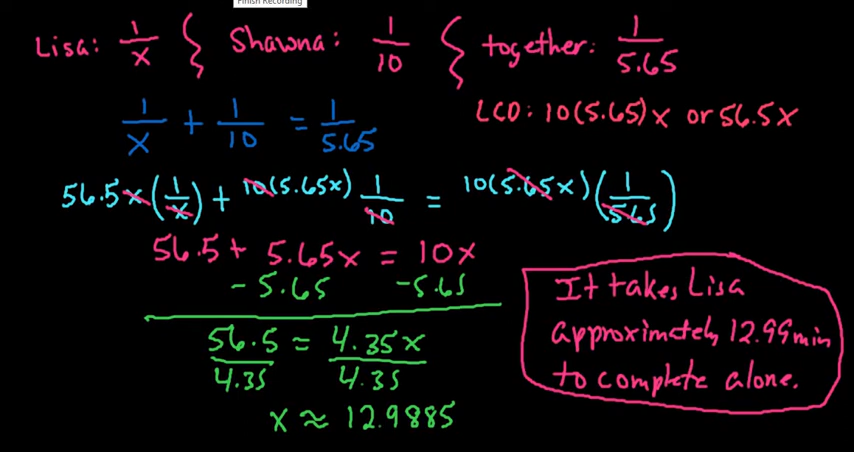 Finish Recording
Lisa: 1/x { Shawna: 1/10 { together: 1/5.65
1/x + 1/10 = 1/5.65
LCD: 10(5.65)x or 56.5x
56.5x(1/x) + 10(5.65x) 1/10 = 10(5.65x)(1/5.65)
56.5 + 5.65x = 10x
-5.65 -5.65
56.5/4.35 = 4.35x/4.35
x ≈ 12.9885
It takes Lisa
approximately 12.99min
to complete alone.